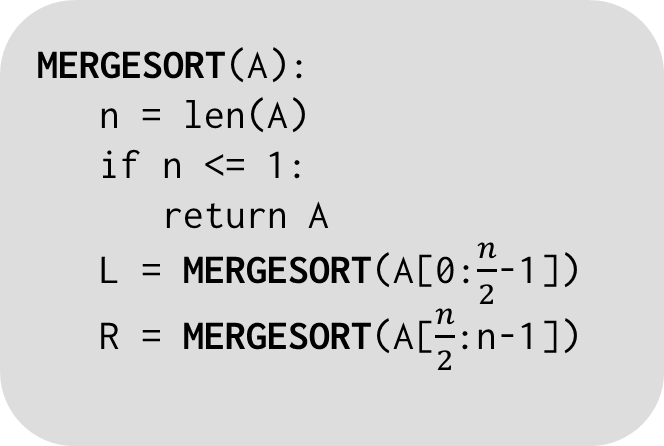 MERGESORT(A):
n = len(A)
if n <= 1:
return A
L = MERGESORT(A[0:n/2-1])
R = MERGESORT(A[n/2:n-1])